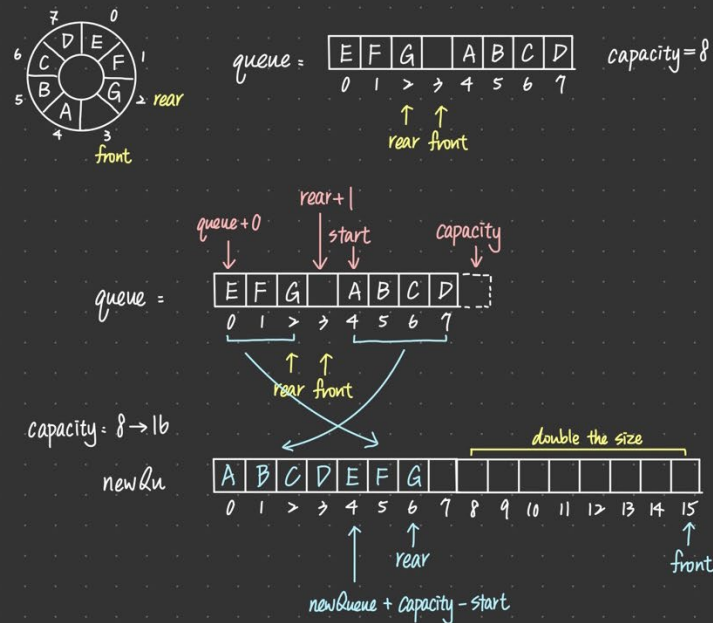 7 0
D E
6 C F 1
5 B G 2 rear
A
4 3
front
queue = E F G A B C D capacity = 8
0 1 2 3 4 5 6 7
rear front
rear+1
queue+0 start capacity
queue = E F G A B C D
0 1 2 3 4 5 6 7
rear front
capacity: 8 → 16
double the size
newQu A B C D E F G
0 1 2 3 4 5 6 7 8 9 10 11 12 13 14 15
rear front
newQueue + capacity - start